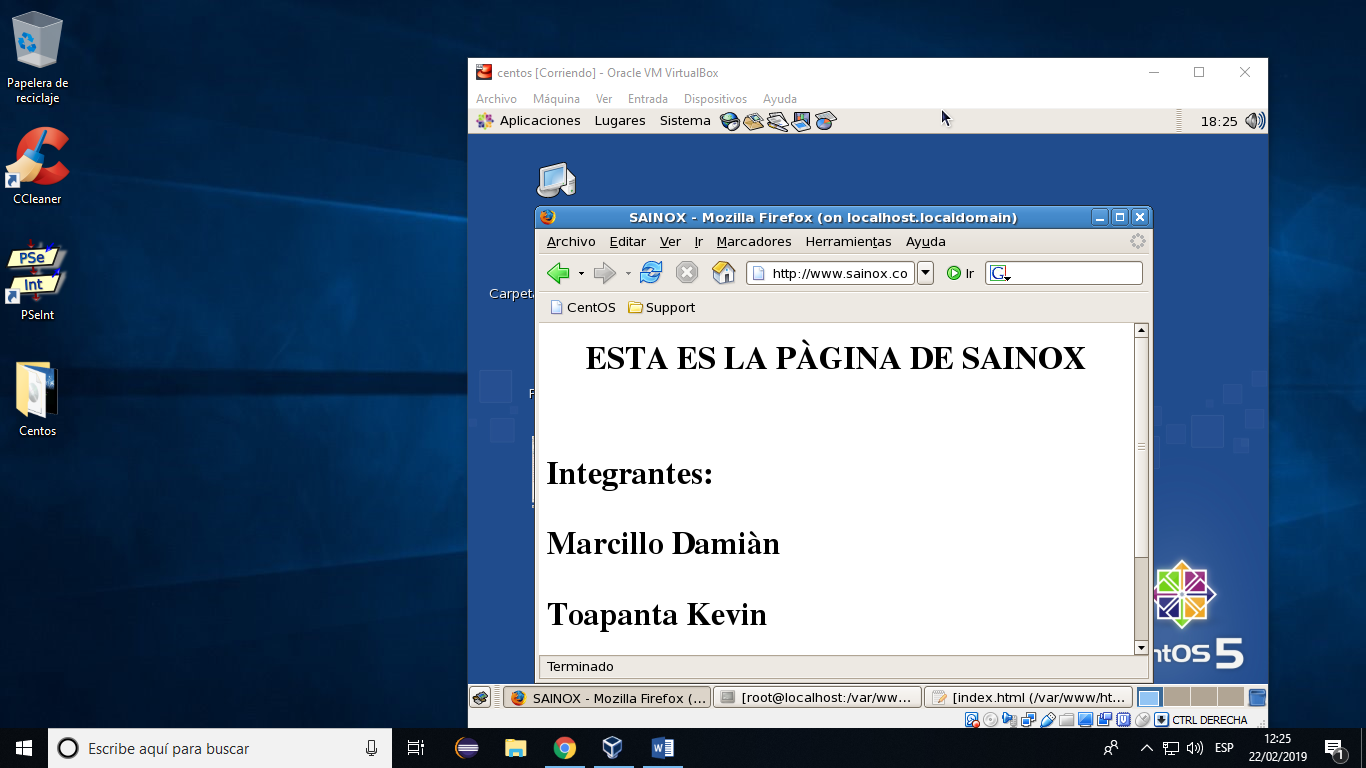 Papelera de
reciclaje
CCleaner
PSe
Int
PSeInt
Centos
centos [Corriendo] - Oracle VM VirtualBox
Archivo Máquina Ver Entrada Dispositivos Ayuda
Aplicaciones Lugares Sistema 18:25
SAINOX - Mozilla Firefox (on localhost.localdomain)
Archivo Editar Ver Ir Marcadores Herramientas Ayuda
http://www.sainox.co Ir G
Carpeta
CentOS Support
ESTA ES LA PÀGINA DE SAINOX
Integrantes:
Marcillo Damiàn
Toapanta Kevin
ntOS 5
Terminado
SAINOX - Mozilla Firefox (... [root@localhost:/var/ww... [index.html (/var/www/ht...
CTRL DERECHA
Escribe aquí para buscar
ESP
12:25
22/02/2019
1